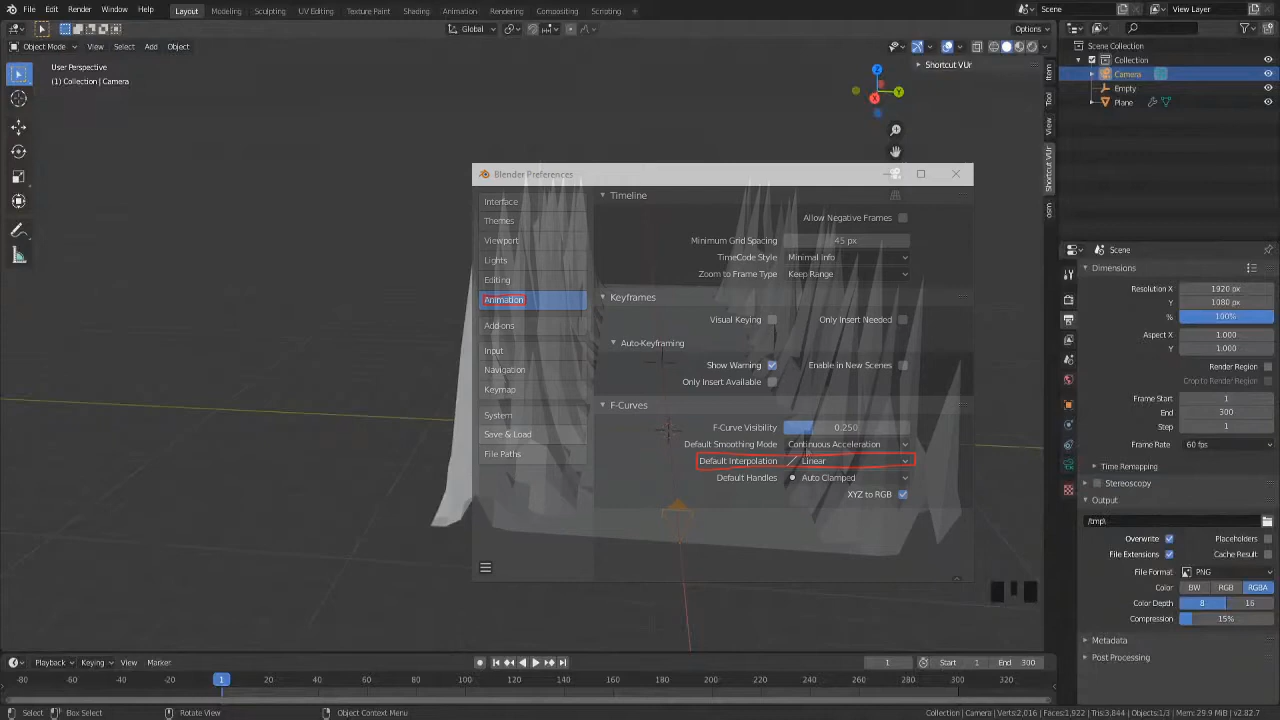 File Edit Render Window Help Layout Modeling Sculpting UV Editing Texture Paint Shading Animation Rendering Compositing Scripting + Scene View Layer
Global Options
Object Mode View Select Add Object
Scene Collection
Collection
Camera
Empty
Plane
User Perspective
(1) Collection | Camera
Shortcut VUr
Z
Y
X
Item
Tool
View
Shortcut VUr
osm
Blender Preferences
Interface
Themes
Viewport
Lights
Editing
Animation
Add-ons
Input
Navigation
Keymap
System
Save & Load
File Paths
Timeline
Allow Negative Frames
Minimum Grid Spacing 45 px
TimeCode Style Minimal Info
Zoom to Frame Type Keep Range
Keyframes
Visual Keying Only Insert Needed
Auto-Keyframing
Show Warning Enable in New Scenes
Only Insert Available
F-Curves
F-Curve Visibility 0.250
Default Smoothing Mode Continuous Acceleration
Default Interpolation Linear
Default Handles Auto Clamped
XYZ to RGB
Scene
Dimensions
Resolution X 1920 px
Y 1080 px
% 100%
Aspect X 1.000
Y 1.000
Render Region
Crop to Render Region
Frame Start 1
End 300
Step 1
Frame Rate 60 fps
Time Remapping
Stereoscopy
Output
/tmp\
Overwrite Placeholders
File Extensions Cache Result
File Format PNG
Color BW RGB RGBA
Color Depth 8 16
Compression 15%
Metadata
Post Processing
Playback Keying View Marker 1 Start 1 End 300
-80 -60 -40 -20 1 20 40 60 80 100 120 140 160 180 200 220 240 260 280 300 320
Select Box Select Rotate View Object Context Menu Collection | Camera | Verts:2,016 | Faces:1,922 | Tris:3,844 | Objects:1/3 | Mem: 29.9 MiB | v2.82.7